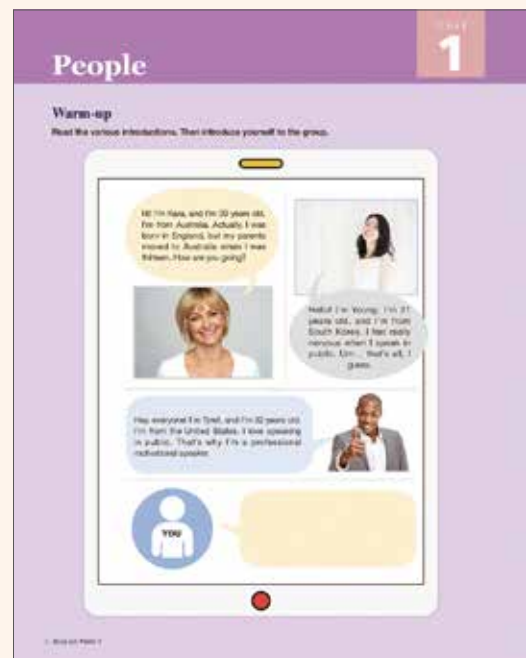 UNIT
1
People
Warm-up
Read the various introductions. Then introduce yourself to the group.
Hi! I'm Kara, and I'm 39 years old.
I'm from Australia. Actually, I was
born in England, but my parents
moved to Australia when I was
thirteen. How are you going?
Hello! I'm Young. I'm 21
years old, and I'm from
South Korea. I feel really
nervous when I speak in
public. Um... that's all, I
guess.
Hey, everyone! I'm and I'm 32 years old.
I'm from the United States. I love speaking
in public. That's why I'm a professional
motivational speaker.
YOU